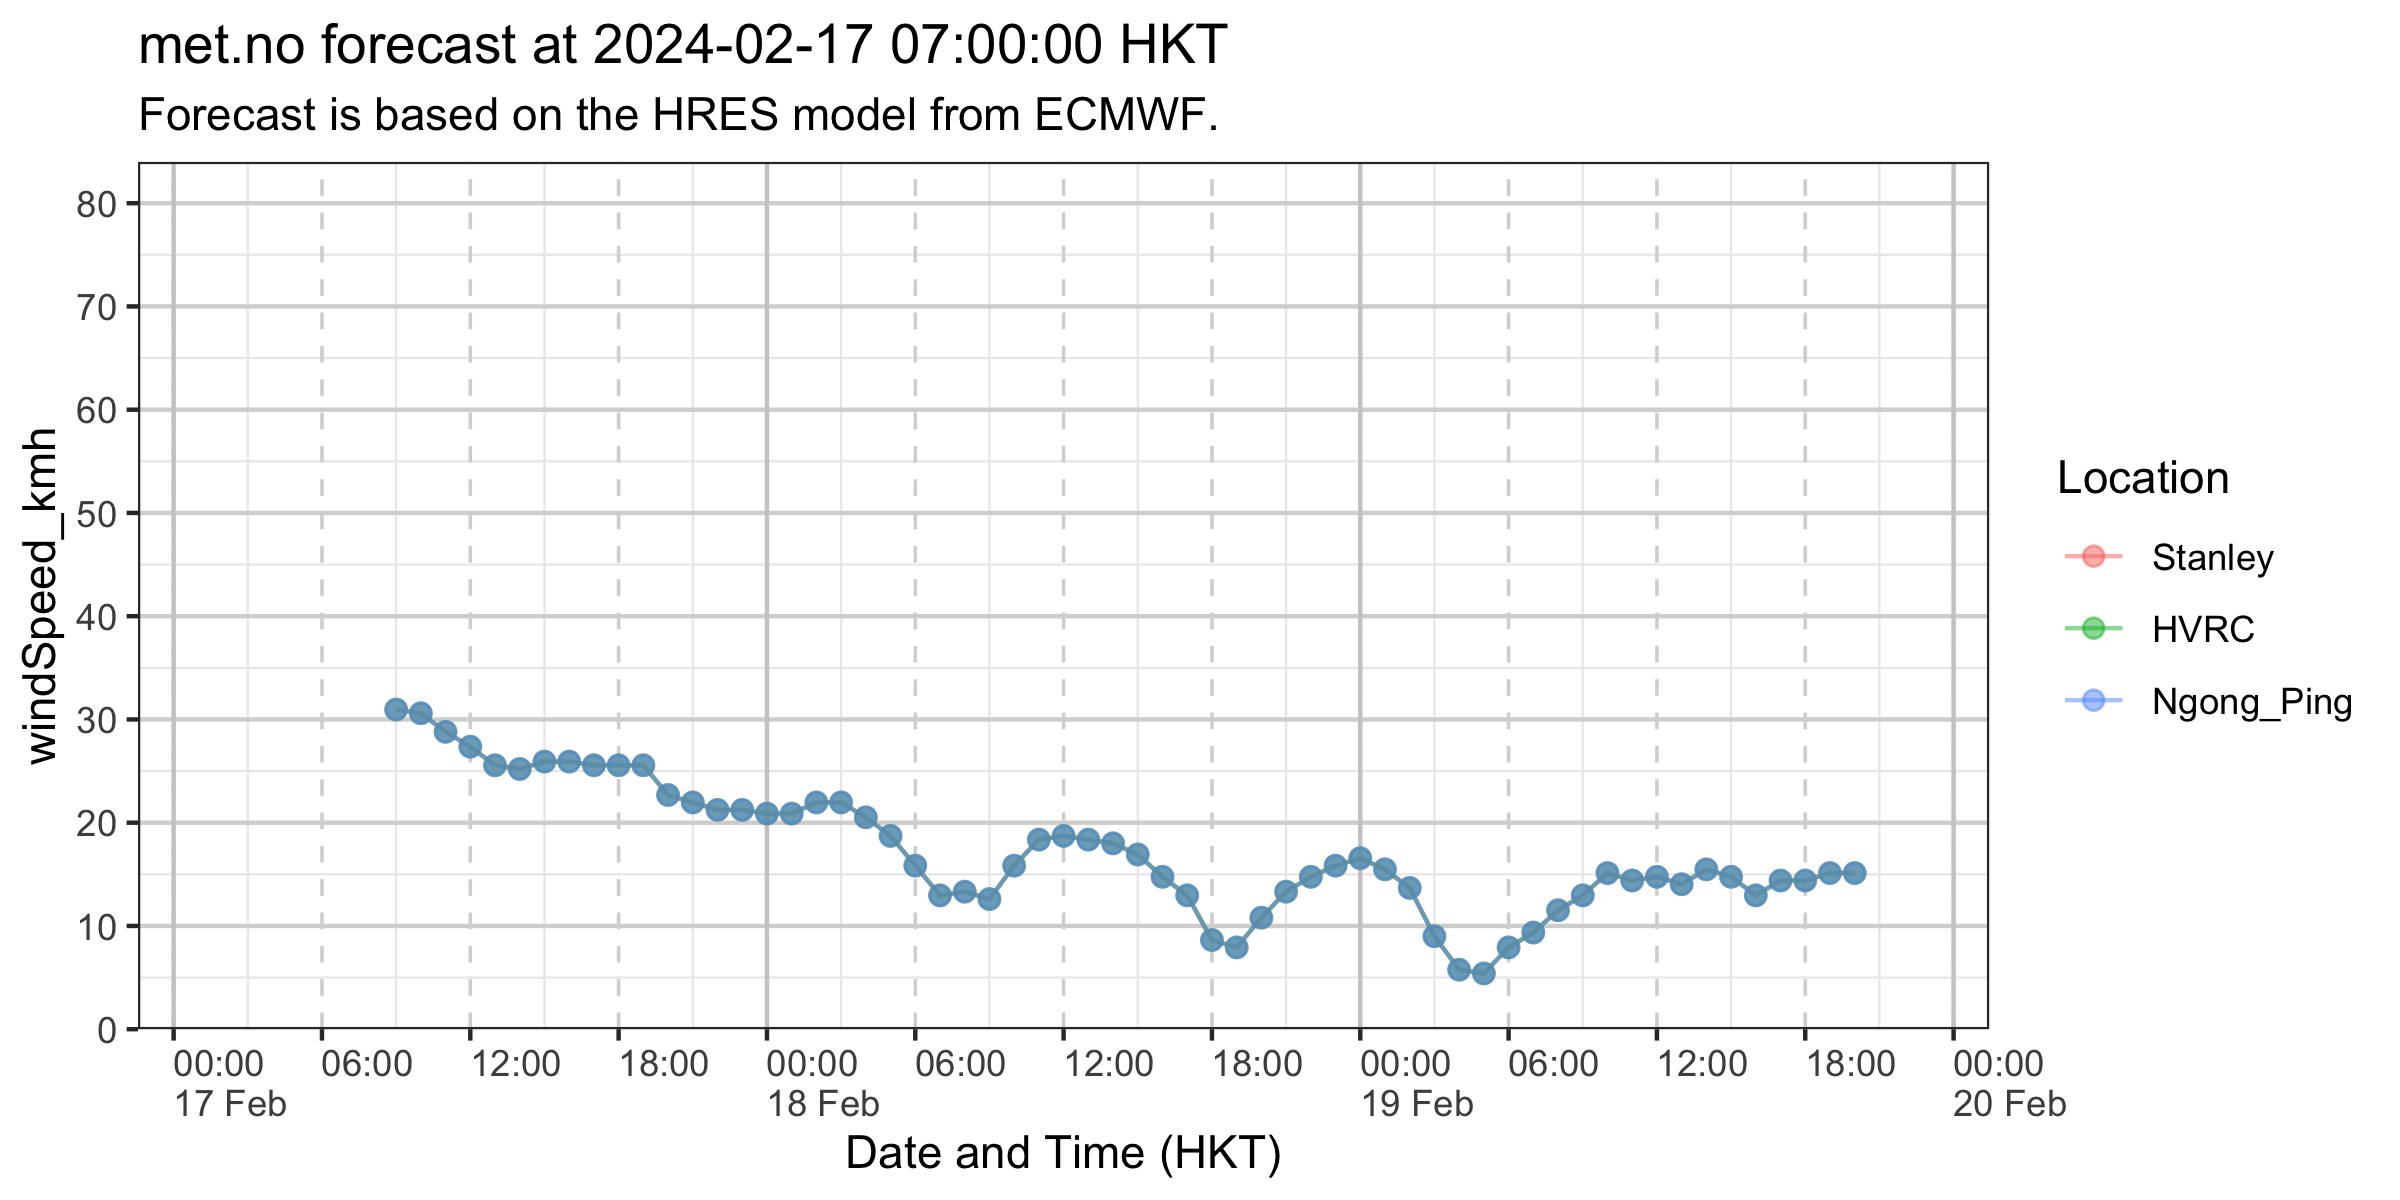 met.no forecast at 2024-02-17 07:00:00 HKT
Forecast is based on the HRES model from ECMWF.
windSpeed_kmh
80
70
60
50
40
30
20
10
0
00:00 06:00 12:00 18:00 00:00 06:00 12:00 18:00 00:00 06:00 12:00 18:00 00:00
17 Feb 18 Feb 19 Feb 20 Feb
Date and Time (HKT)
Location
Stanley
HVRC
Ngong_Ping